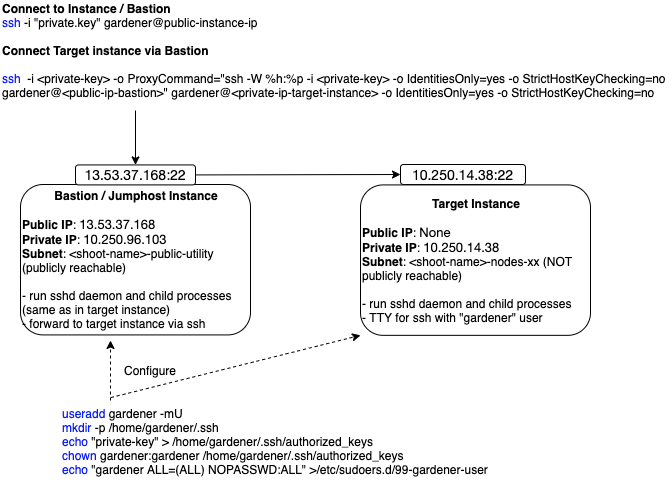 Connect to Instance / Bastion
ssh -i "private.key" gardener@public-instance-ip
Connect Target instance via Bastion
ssh -i <private-key> -o ProxyCommand="ssh -W %h:%p -i <private-key> -o IdentitiesOnly=yes -o StrictHostKeyChecking=no
gardener@<public-ip-bastion>" gardener@<private-ip-target-instance> -o IdentitiesOnly=yes -o StrictHostKeyChecking=no
13.53.37.168:22
Bastion / Jumphost Instance
Public IP: 13.53.37.168
Private IP: 10.250.96.103
Subnet: <shoot-name>-public-utility
(publicly reachable)
- run sshd daemon and child processes
(same as in target instance)
- forward to target instance via ssh
10.250.14.38:22
Target Instance
Public IP: None
Private IP: 10.250.14.38
Subnet: <shoot-name>-nodes-xx (NOT
publicly reachable)
- run sshd daemon and child processes
- TTY for ssh with "gardener" user
Configure
useradd gardener -mU
mkdir -p /home/gardener/.ssh
echo "private-key" > /home/gardener/.ssh/authorized_keys
chown gardener:gardener /home/gardener/.ssh/authorized_keys
echo "gardener ALL=(ALL) NOPASSWD:ALL" >/etc/sudoers.d/99-gardener-user